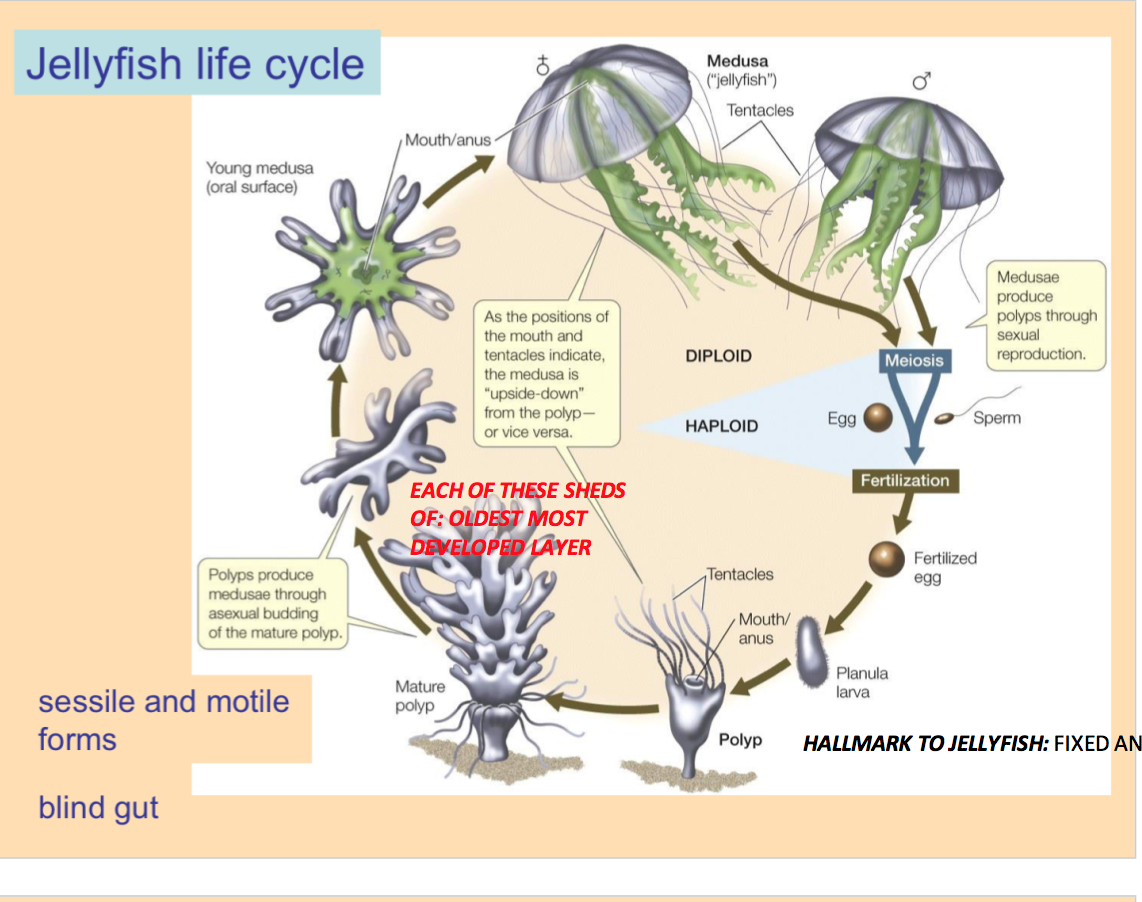 Jellyfish life cycle
♀
Medusa
("jellyfish")
♂
Tentacles
Mouth/anus
Young medusa
(oral surface)
Medusae
produce
polyps through
sexual
reproduction.
As the positions of
the mouth and
tentacles indicate,
the medusa is
"upside-down"
from the polyp—
or vice versa.
DIPLOID
Meiosis
HAPLOID
Egg
Sperm
Fertilization
EACH OF THESE SHEDS
OF: OLDEST MOST
DEVELOPED LAYER
Fertilized
egg
Polyps produce
medusae through
asexual budding
of the mature polyp.
Tentacles
Mouth/
anus
Planula
larva
Mature
polyp
Polyp
sessile and motile
forms
HALLMARK TO JELLYFISH: FIXED AN
blind gut